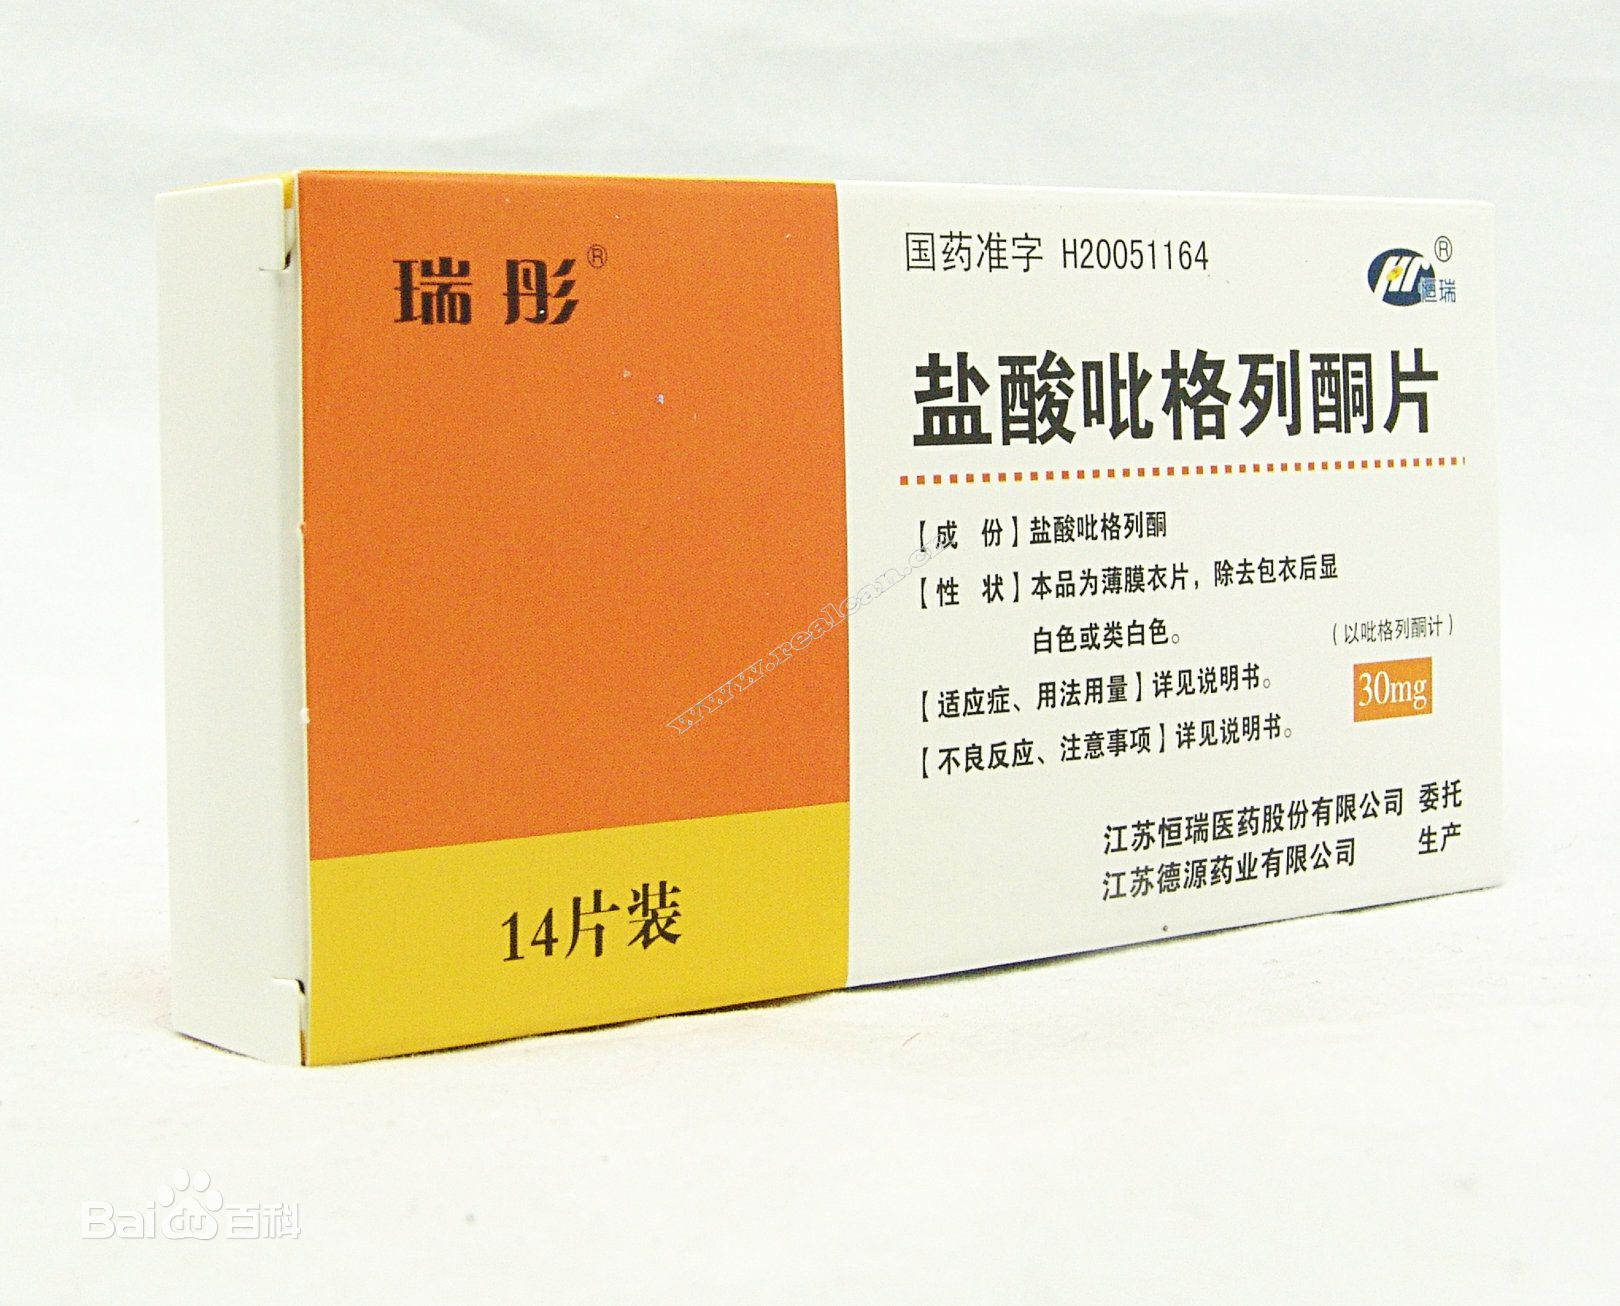 瑞彤®
14片装
国药准字 H20051164
®
恒瑞
盐酸吡格列酮片
【成 份】盐酸吡格列酮
【性 状】本品为薄膜衣片，除去包衣后显
白色或类白色。
(以吡格列酮计)
【适应症、用法用量】详见说明书。
30mg
【不良反应、注意事项】详见说明书。
江苏恒瑞医药股份有限公司 委托
江苏德源药业有限公司 生产
www.realcan.cn
Bai du 百科